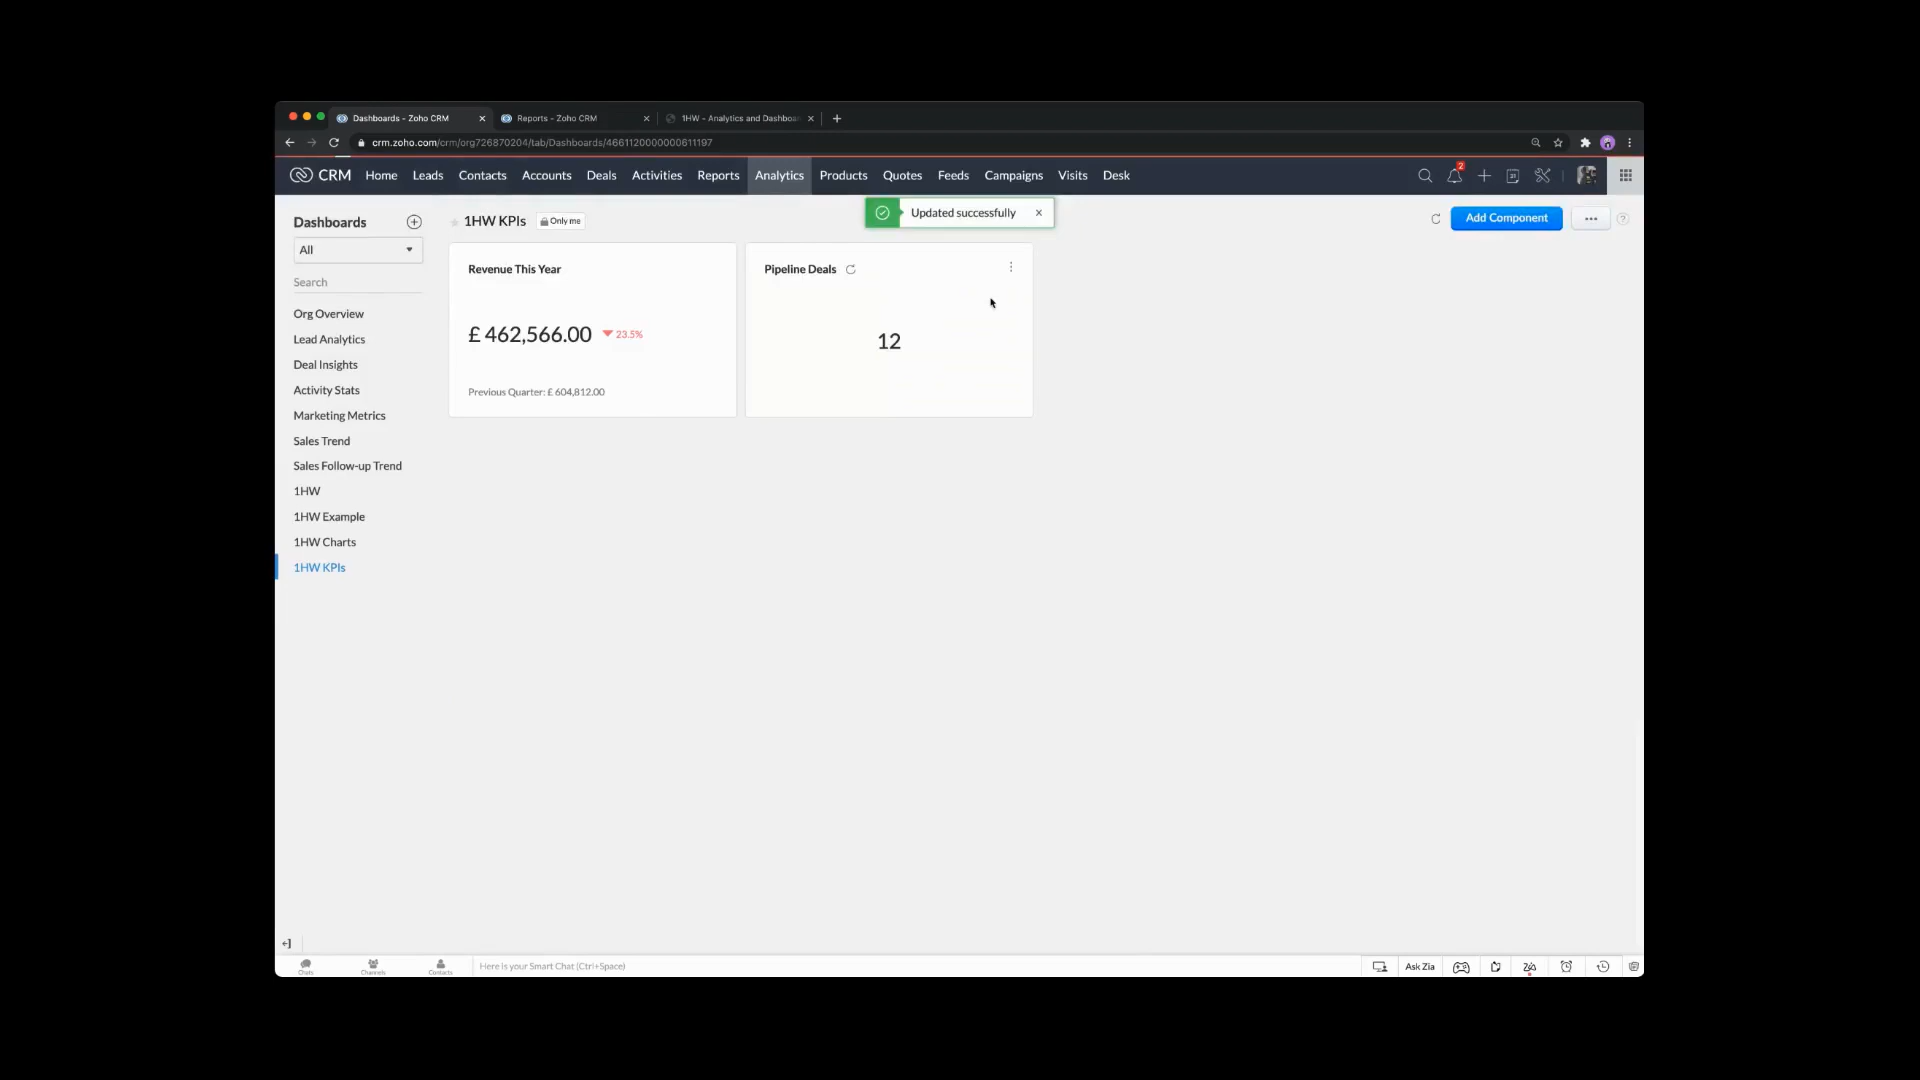 Dashboards - Zoho CRM
Reports - Zoho CRM
1HW - Analytics and Dashboa
crm.zoho.com/crm/org726870204/tab/Dashboards/4661120000000611197
CRM Home Leads Contacts Accounts Deals Activities Reports Analytics Products Quotes Feeds Campaigns Visits Desk
2
Updated successfully
Add Component
Dashboards
All
Search
Org Overview
Lead Analytics
Deal Insights
Activity Stats
Marketing Metrics
Sales Trend
Sales Follow-up Trend
1HW
1HW Example
1HW Charts
1HW KPIs
1HW KPIs
Only me
Revenue This Year
£ 462,566.00
23.5%
Previous Quarter: £ 604,812.00
Pipeline Deals
12
Chats
Channels
Contacts
Here is your Smart Chat (Ctrl+Space)
Ask Zia